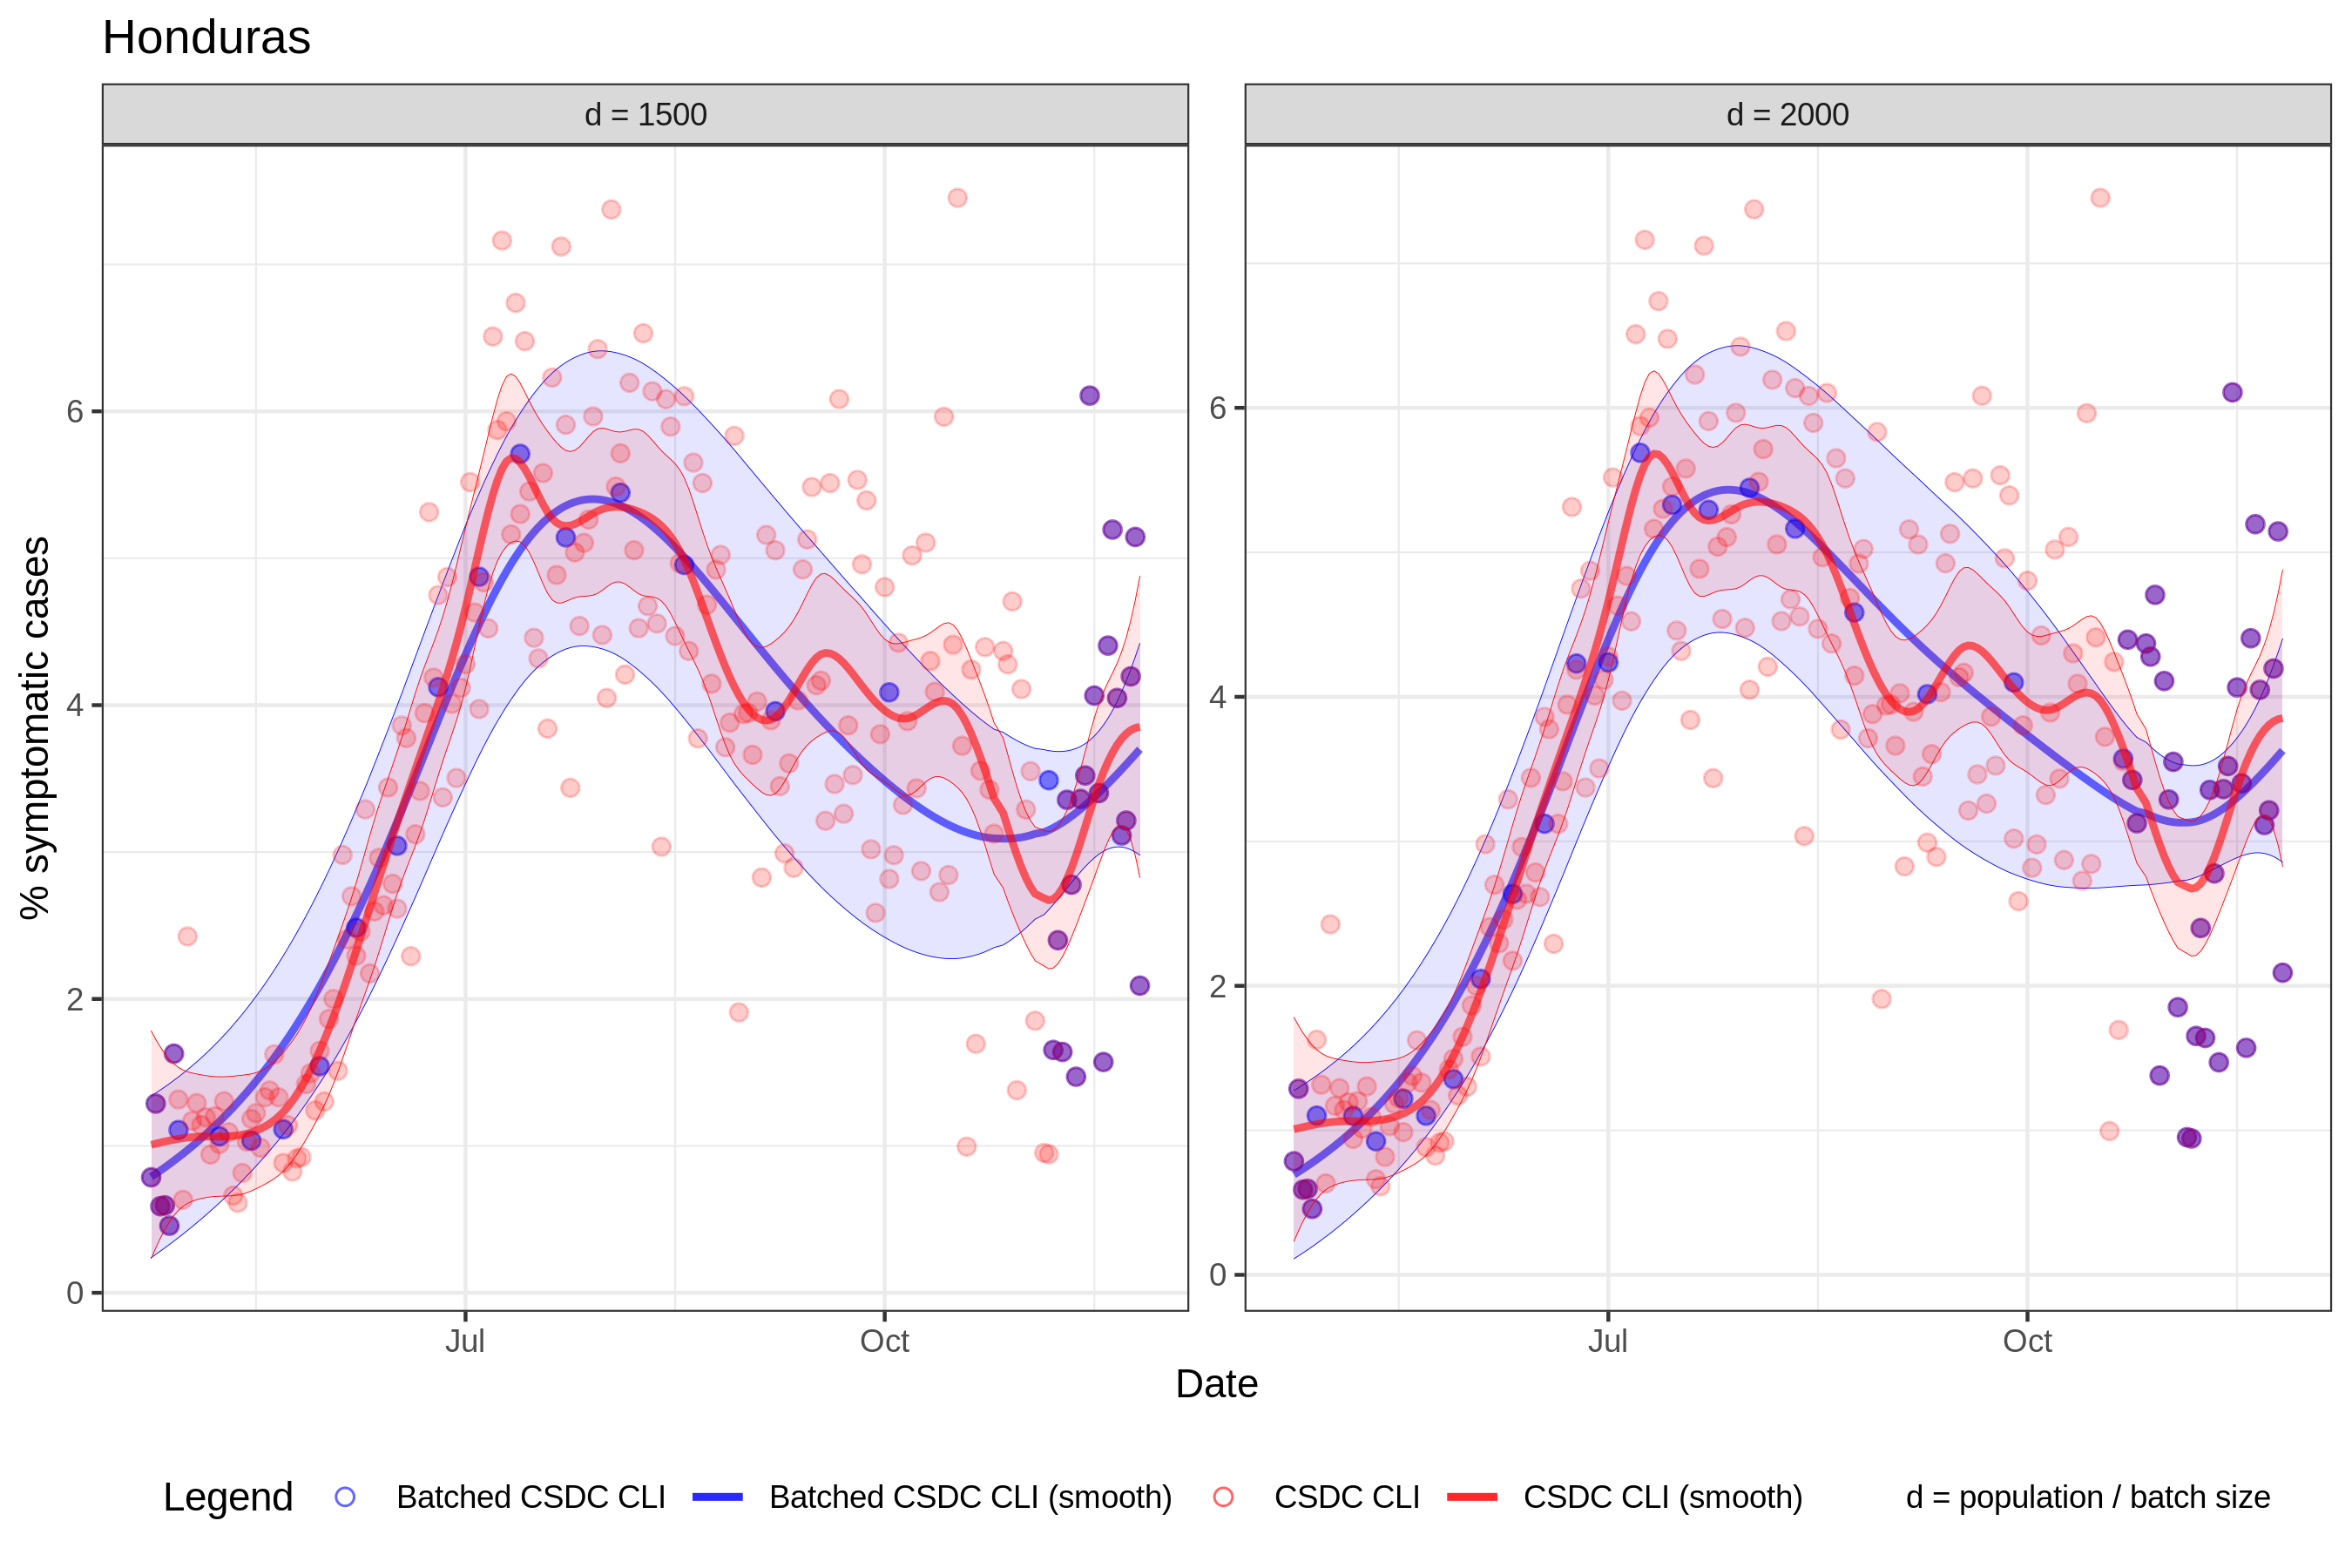 Honduras
d = 1500
d = 2000
% symptomatic cases
6
4
2
0
6
4
2
0
Jul
Oct
Jul
Oct
Date
Legend
Batched CSDC CLI
Batched CSDC CLI (smooth)
CSDC CLI
CSDC CLI (smooth)
d = population / batch size